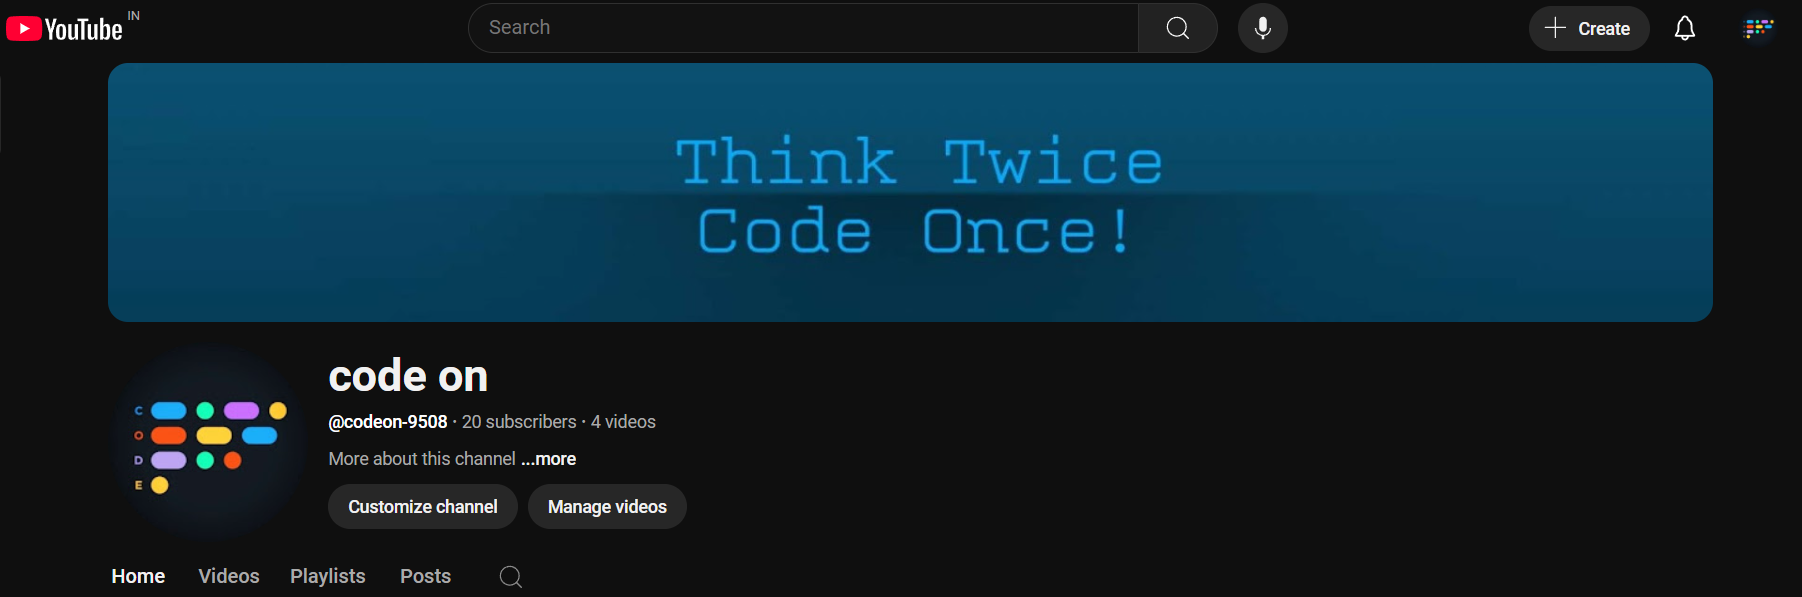 YouTube IN
Search
Create
Think Twice
Code Once!
C
O
D
E
code on
@codeon-9508 · 20 subscribers · 4 videos
More about this channel ...more
Customize channel Manage videos
Home Videos Playlists Posts